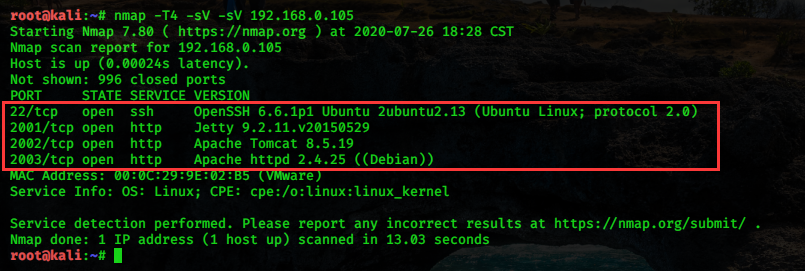 root@kali:~# nmap -T4 -sV -sV 192.168.0.105
Starting Nmap 7.80 ( https://nmap.org ) at 2020-07-26 18:28 CST
Nmap scan report for 192.168.0.105
Host is up (0.00024s latency).
Not shown: 996 closed ports
PORT     STATE SERVICE VERSION
22/tcp   open  ssh     OpenSSH 6.6.1p1 Ubuntu 2ubuntu2.13 (Ubuntu Linux; protocol 2.0)
2001/tcp open  http    Jetty 9.2.11.v20150529
2002/tcp open  http    Apache Tomcat 8.5.19
2003/tcp open  http    Apache httpd 2.4.25 ((Debian))
MAC Address: 00:0C:29:9E:02:B5 (VMware)
Service Info: OS: Linux; CPE: cpe:/o:linux:linux_kernel
Service detection performed. Please report any incorrect results at https://nmap.org/submit/ .
Nmap done: 1 IP address (1 host up) scanned in 13.03 seconds
root@kali:~#